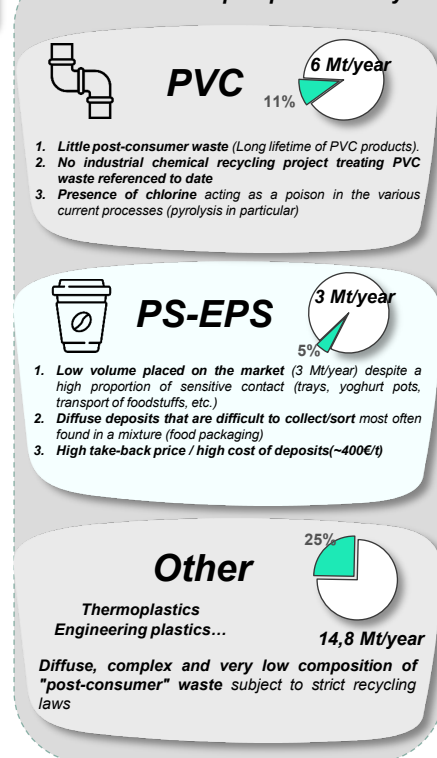 PVC
6 Mt/year
11%
1. Little post-consumer waste (Long lifetime of PVC products).
2. No industrial chemical recycling project treating PVC
waste referenced to date
3. Presence of chlorine acting as a poison in the various
current processes (pyrolysis in particular)
PS-EPS
3 Mt/year
5%
1. Low volume placed on the market (3 Mt/year) despite a
high proportion of sensitive contact (trays, yoghurt pots,
transport of foodstuffs, etc.)
2. Diffuse deposits that are difficult to collect/sort most often
found in a mixture (food packaging)
3. High take-back price / high cost of deposits(~400€/t)
Other
25%
Thermoplastics
Engineering plastics…
14,8 Mt/year
Diffuse, complex and very low composition of
"post-consumer" waste subject to strict recycling
laws